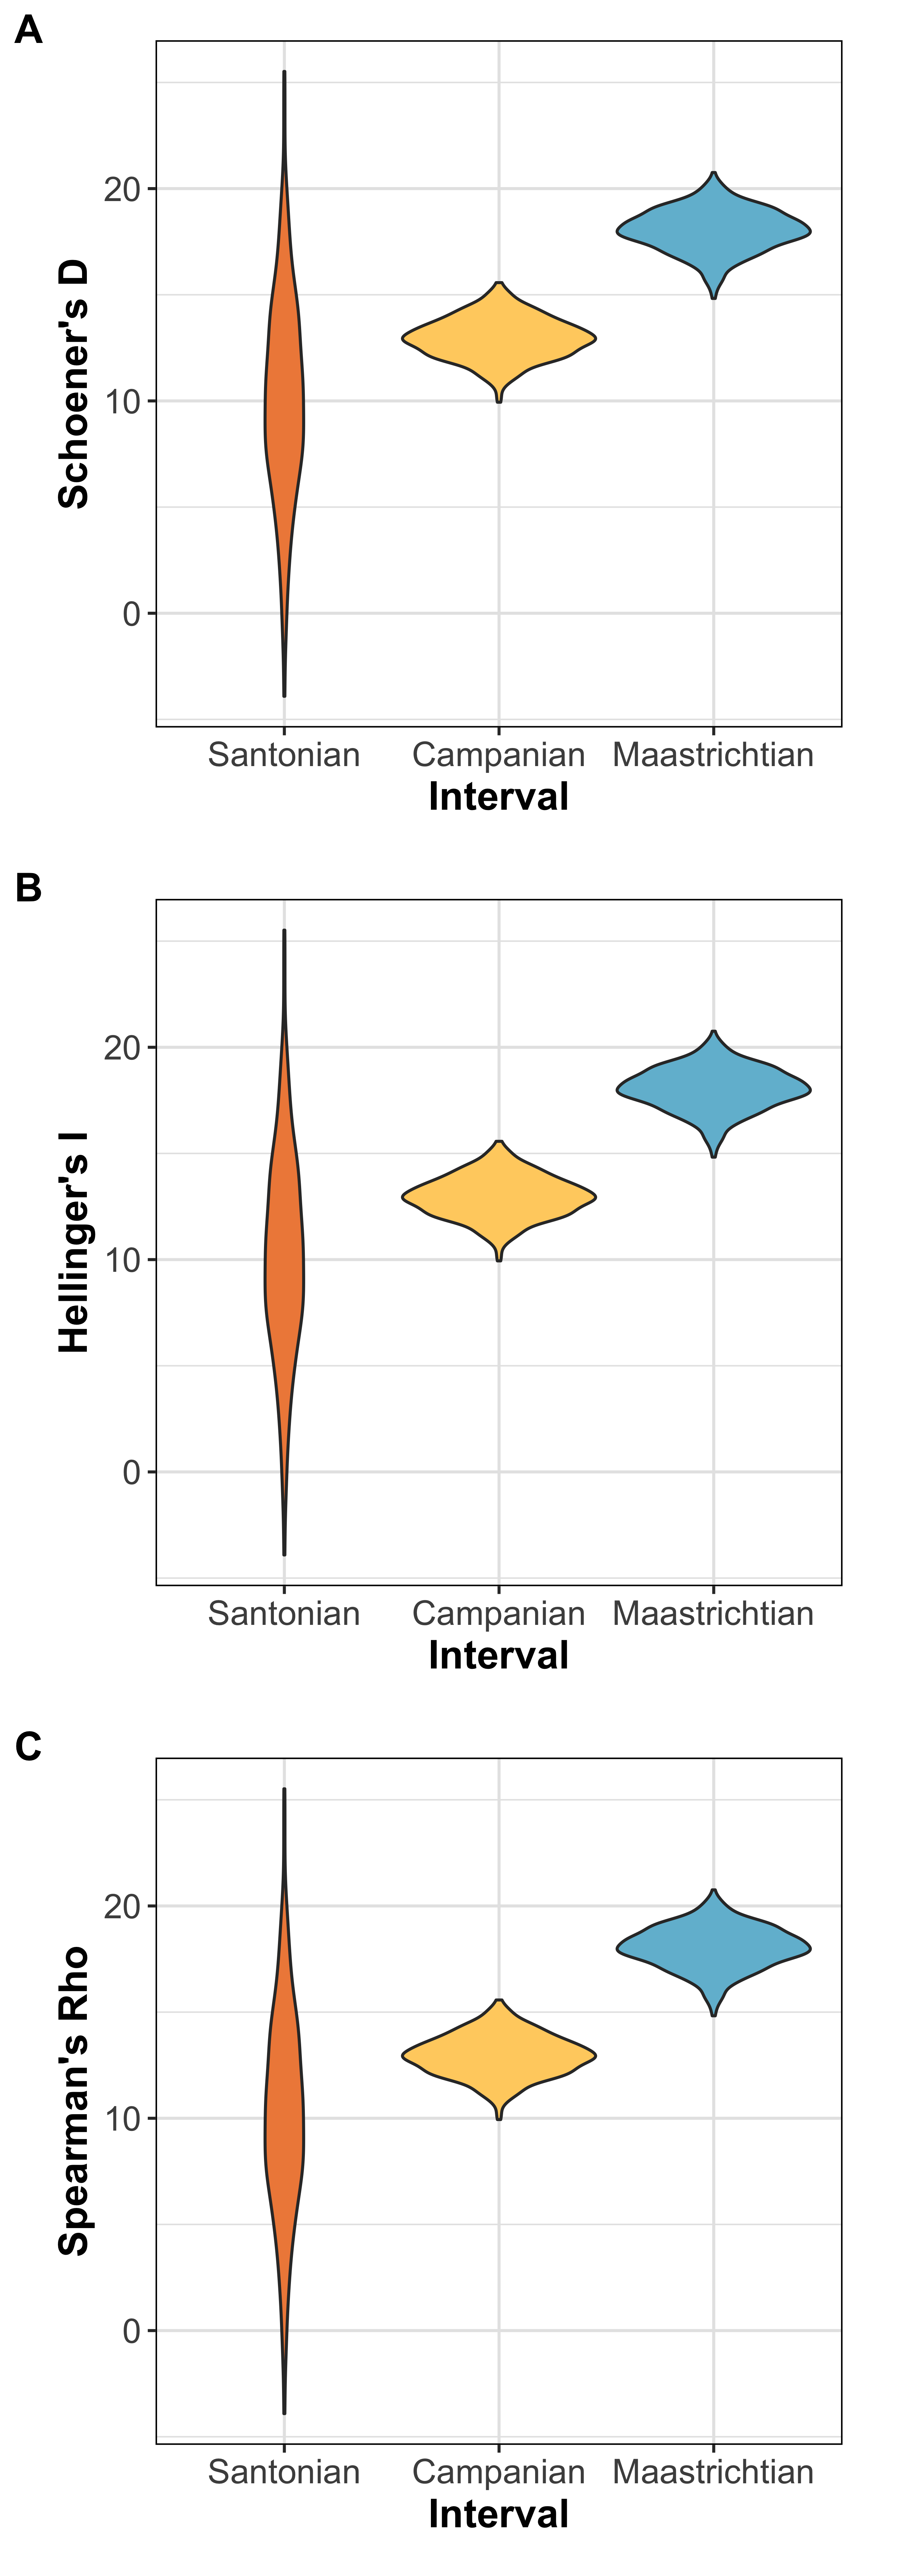 A
Schoener's D
20
10
0
Santonian Campanian Maastrichtian
Interval
B
Hellinger's I
20
10
0
Santonian Campanian Maastrichtian
Interval
C
Spearman's Rho
20
10
0
Santonian Campanian Maastrichtian
Interval